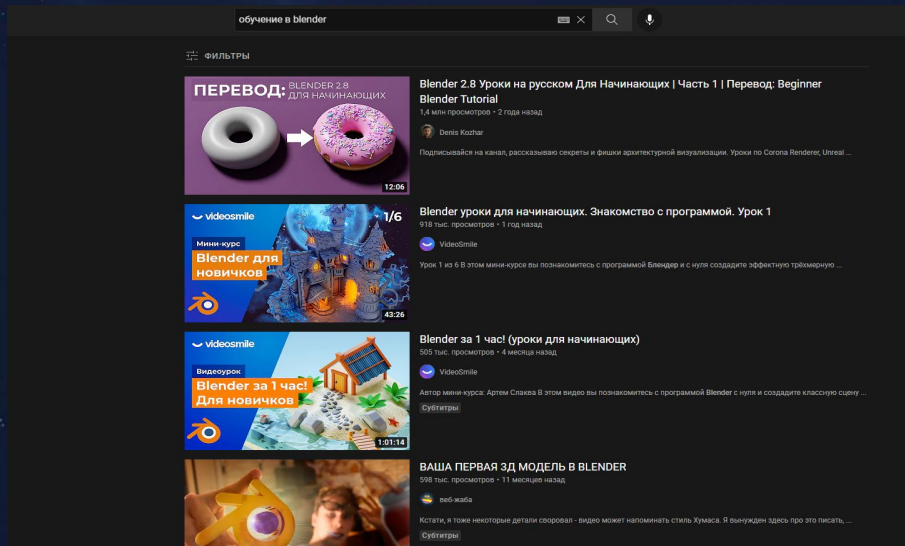 обучение в blender
ФИЛЬТРЫ
ПЕРЕВОД: BLENDER 2.8
ДЛЯ НАЧИНАЮЩИХ
12:06
Blender 2.8 Уроки на русском Для Начинающих | Часть 1 | Перевод: Beginner
Blender Tutorial
1,4 млн просмотров • 2 года назад
Denis Kozhar
Подписывайся на канал, рассказываю секреты и фишки архитектурной визуализации. Уроки по Corona Renderer, Unreal ...
videosmile
1/6
Мини-курс
Blender для
новичков
43:26
Blender уроки для начинающих. Знакомство с программой. Урок 1
918 тыс. просмотров • 1 год назад
VideoSmile
Урок 1 из 6 В этом мини-курсе вы познакомитесь с программой Блендер и с нуля создадите эффектную трёхмерную ...
videosmile
Видеоурок
Blender за 1 час!
Для новичков
1:01:14
Blender за 1 час! (уроки для начинающих)
505 тыс. просмотров • 4 месяца назад
VideoSmile
Автор мини-курса: Артем Слаква В этом видео вы познакомитесь с программой Blender с нуля и создадите классную сцену ...
Субтитры
ВАША ПЕРВАЯ 3Д МОДЕЛЬ В BLENDER
598 тыс. просмотров • 11 месяцев назад
веб-жаба
Кстати, я тоже некоторые детали своровал - видео может напоминать стиль Хумаса. Я вынужден здесь про это писать, ...
Субтитры